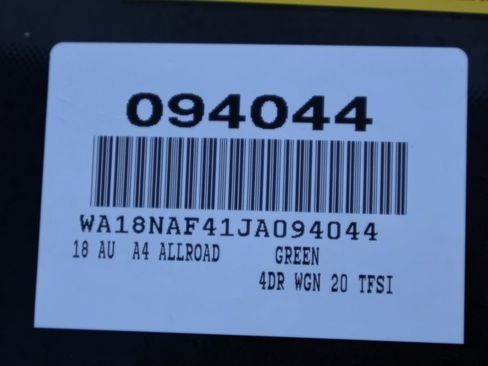 094044
WA18NAF41JA094044
18 AU A4 ALLROAD GREEN
4DR WGN 20 TFSI